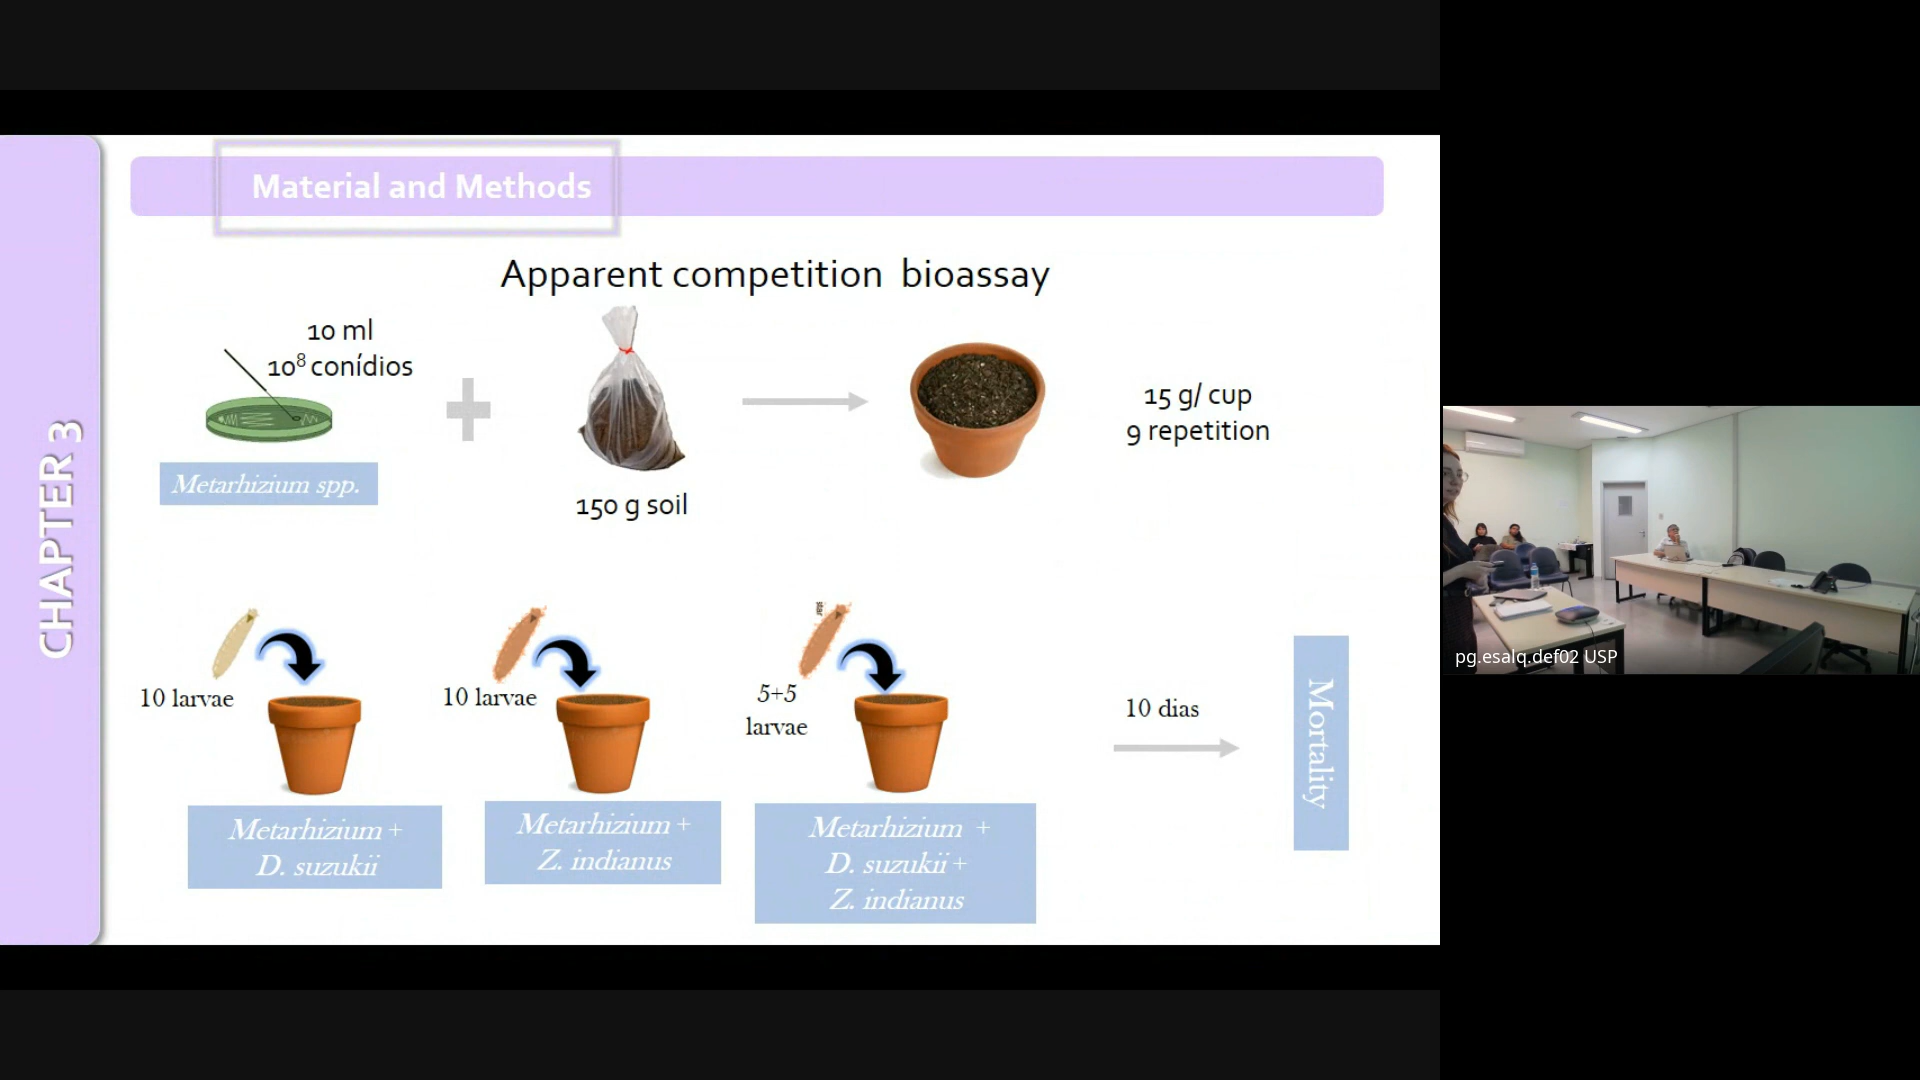 CHAPTER 3
Material and Methods
Apparent competition bioassay
10 ml
10⁸ conídios
Metarhizium spp.
150 g soil
15 g/ cup
9 repetition
10 larvae
Metarhizium +
D. suzukii
10 larvae
Metarhizium +
Z. indianus
5+5
larvae
Metarhizium +
D. suzukii +
Z. indianus
10 dias
Mortality
pg.esalq.def02 USP